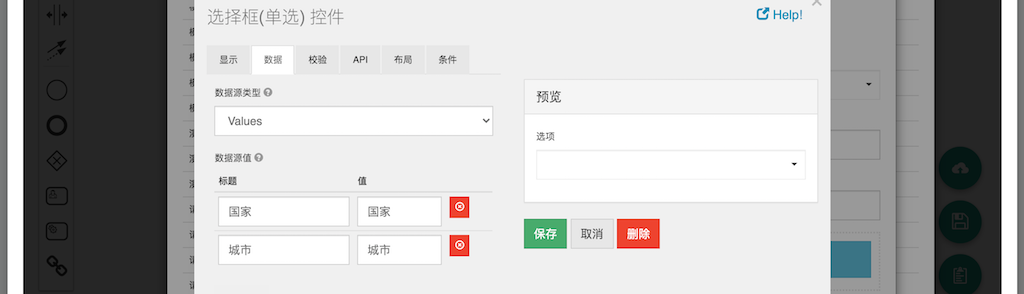 选择框(单选) 控件
Help!
显示 数据 校验 API 布局 条件
数据源类型
Values
数据源值
标题 值
国家 国家
城市 城市
预览
选项
保存 取消 删除